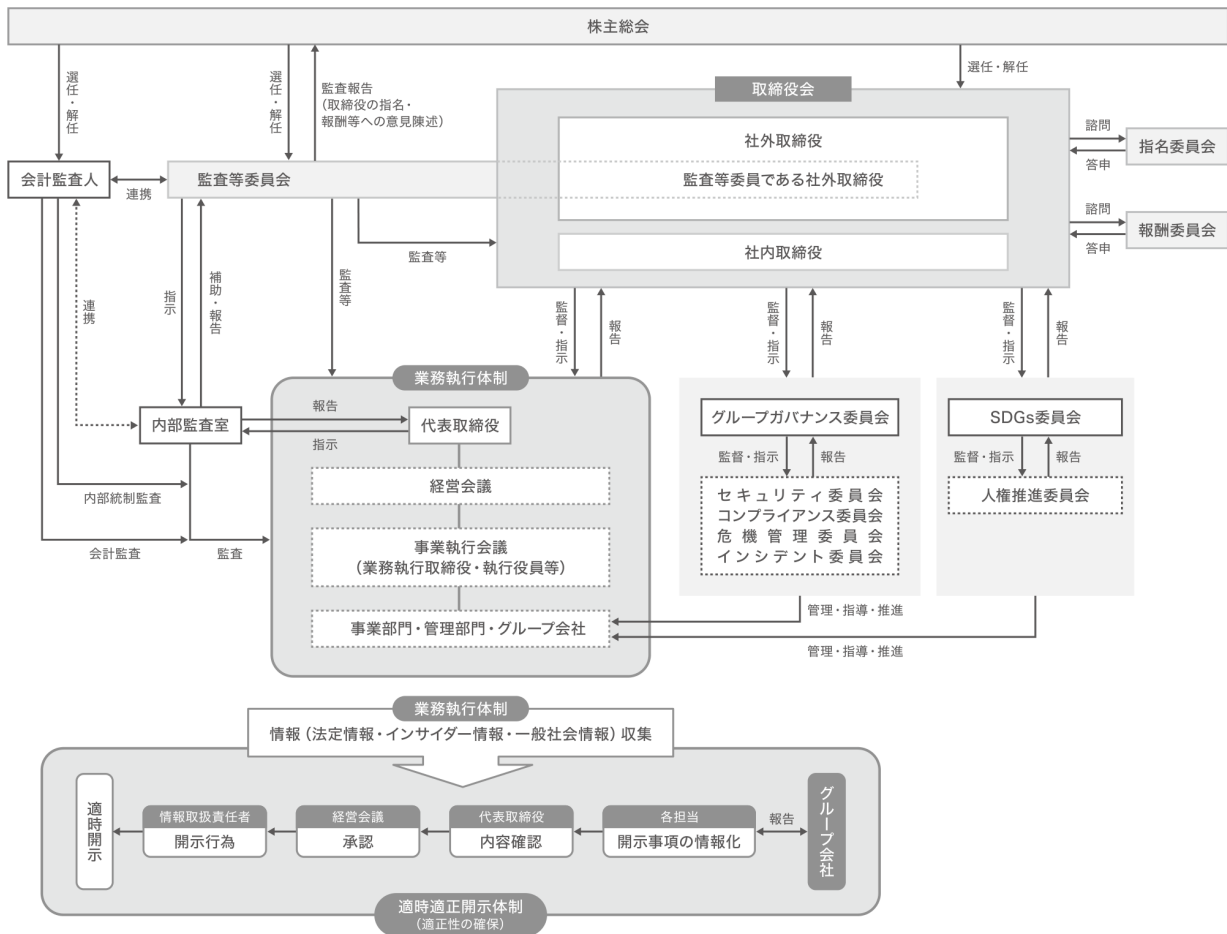 株主総会
選任・解任
選任・解任
監査報告
（取締役の指名・
報酬等への意見陳述）
選任・解任
取締役会
社外取締役
監査等委員である社外取締役
社内取締役
諮問
答申
指名委員会
諮問
答申
報酬委員会
会計監査人
連携
監査等委員会
監査等
連携
指示
補助・報告
監査等
監督・指示
報告
監督・指示
報告
監督・指示
報告
業務執行体制
内部監査室
報告
指示
代表取締役
経営会議
事業執行会議
（業務執行取締役・執行役員等）
事業部門・管理部門・グループ会社
内部統制監査
会計監査
監査
グループガバナンス委員会
監督・指示
報告
セキュリティ委員会
コンプライアンス委員会
危機管理委員会
インシデント委員会
SDGs委員会
監督・指示
報告
人権推進委員会
管理・指導・推進
管理・指導・推進
業務執行体制
情報（法定情報・インサイダー情報・一般社会情報）収集
適時開示
情報取扱責任者
開示行為
経営会議
承認
代表取締役
内容確認
各担当
開示事項の情報化
報告
グループ会社
適時適正開示体制
（適正性の確保）